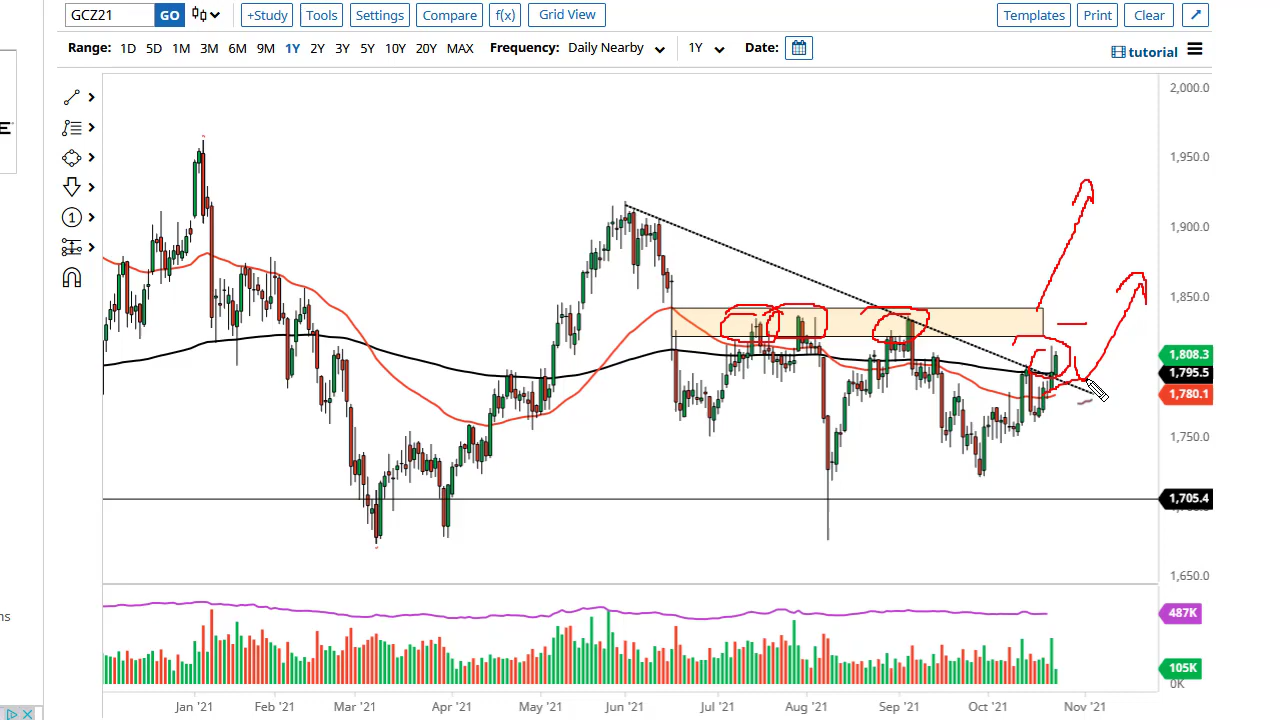 GCZ21 GO +Study Tools Settings Compare f(x) Grid View Templates Print Clear
Range: 1D 5D 1M 3M 6M 9M 1Y 2Y 3Y 5Y 10Y 20Y MAX Frequency: Daily Nearby 1Y Date: tutorial
2,000.0
E
1,950.0
1
1,900.0
1,850.0
1,808.3
1,795.5
1,780.1
1,750.0
1,705.4
1,650.0
487K
ns
105K
0K
Jan '21 Feb '21 Mar '21 Apr '21 May '21 Jun '21 Jul '21 Aug '21 Sep '21 Oct '21 Nov '21